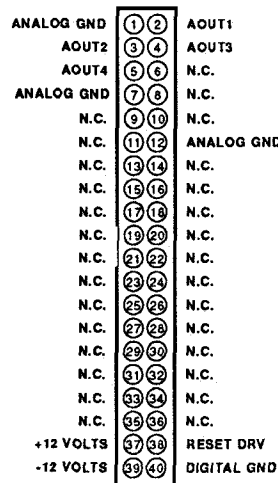 ANALOG GND 1 2 AOUT1
AOUT2 3 4 AOUT3
AOUT4 5 6 N.C.
ANALOG GND 7 8 N.C.
N.C. 9 10 N.C.
N.C. 11 12 ANALOG GND
N.C. 13 14 N.C.
N.C. 15 16 N.C.
N.C. 17 18 N.C.
N.C. 19 20 N.C.
N.C. 21 22 N.C.
N.C. 23 24 N.C.
N.C. 25 26 N.C.
N.C. 27 28 N.C.
N.C. 29 30 N.C.
N.C. 31 32 N.C.
N.C. 33 34 N.C.
N.C. 35 36 N.C.
+12 VOLTS 37 38 RESET DRV
-12 VOLTS 39 40 DIGITAL GND